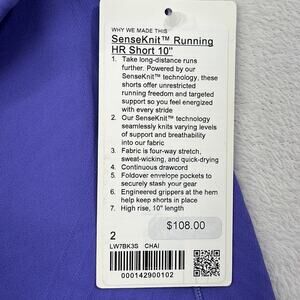 WHY WE MADE THIS
SenseKnit™ Running
HR Short 10"
1. Take long-distance runs
further. Powered by our
SenseKnit™ technology, these
shorts offer unrestricted
running freedom and targeted
support so you feel energized
with every stride
2. Our SenseKnit™ technology
seamlessly knits varying levels
of support and breathability
into our fabric
3. Fabric is four-way stretch,
sweat-wicking, and quick-drying
4. Continuous drawcord
5. Foldover envelope pockets to
securely stash your gear
6. Engineered grippers at the hem
help keep shorts in place
7. High rise, 10" length
2
$108.00
LW7BK3S CHAI
000142900102